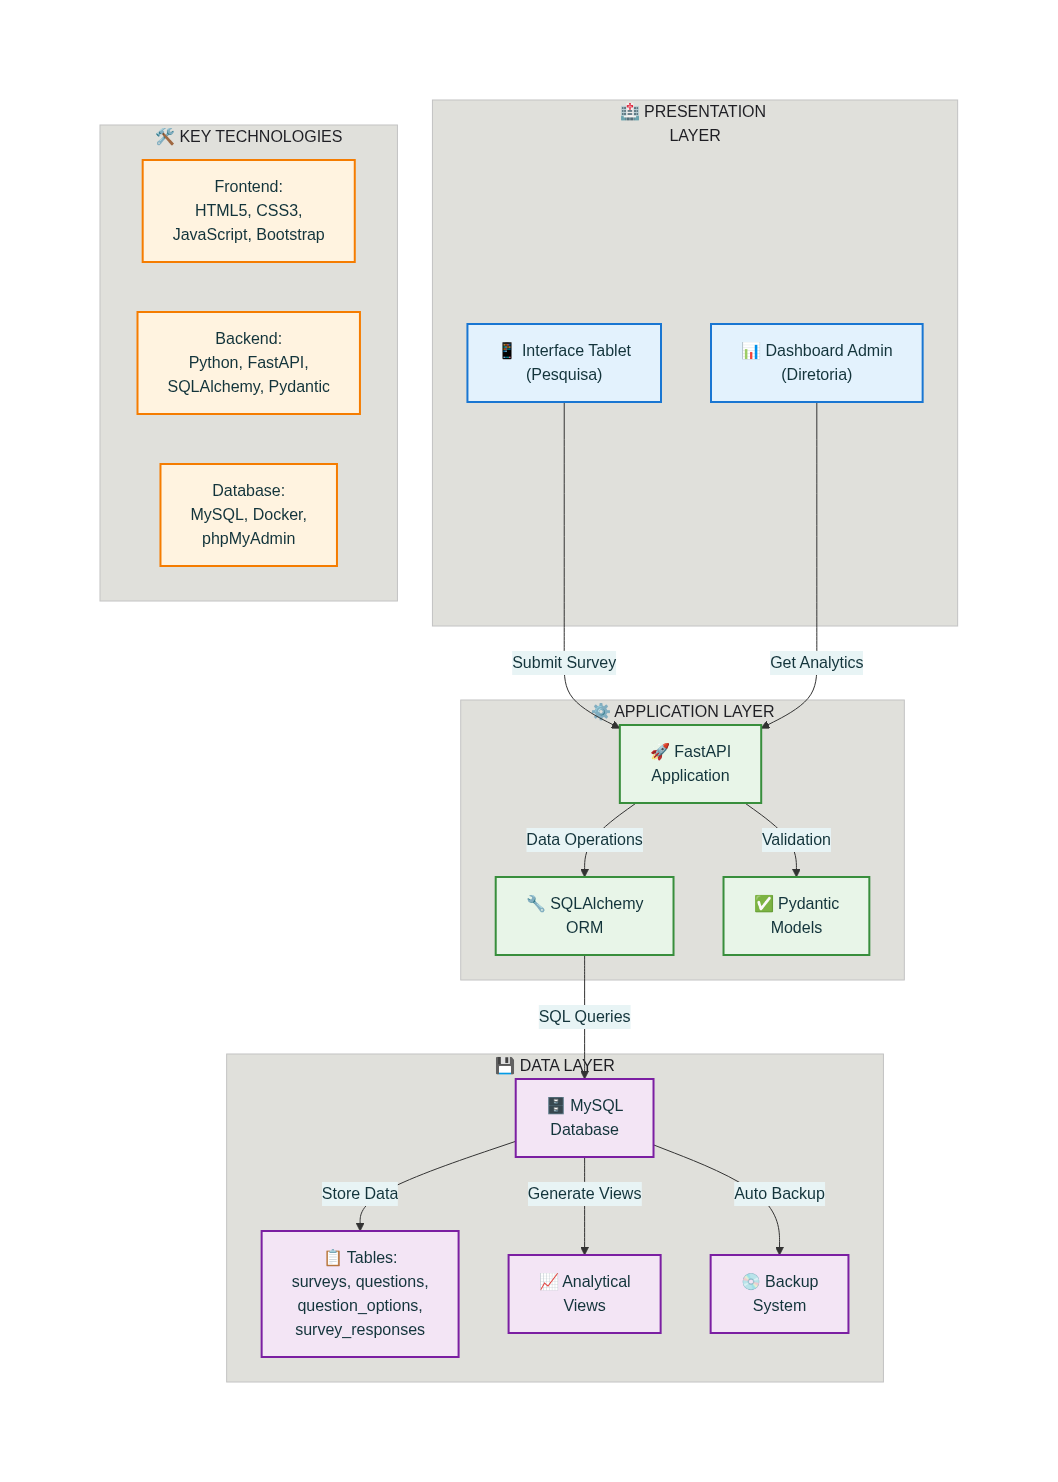 🛠️ KEY TECHNOLOGIES
Frontend:
HTML5, CSS3,
JavaScript, Bootstrap
Backend:
Python, FastAPI,
SQLAlchemy, Pydantic
Database:
MySQL, Docker,
phpMyAdmin
🏥 PRESENTATION
LAYER
📱 Interface Tablet
(Pesquisa)
📊 Dashboard Admin
(Diretoria)
Submit Survey
Get Analytics
⚙️ APPLICATION LAYER
🚀 FastAPI
Application
Data Operations
Validation
🔧 SQLAlchemy
ORM
✅ Pydantic
Models
SQL Queries
💾 DATA LAYER
🗄️ MySQL
Database
Store Data
Generate Views
Auto Backup
📋 Tables:
surveys, questions,
question_options,
survey_responses
📈 Analytical
Views
💿 Backup
System